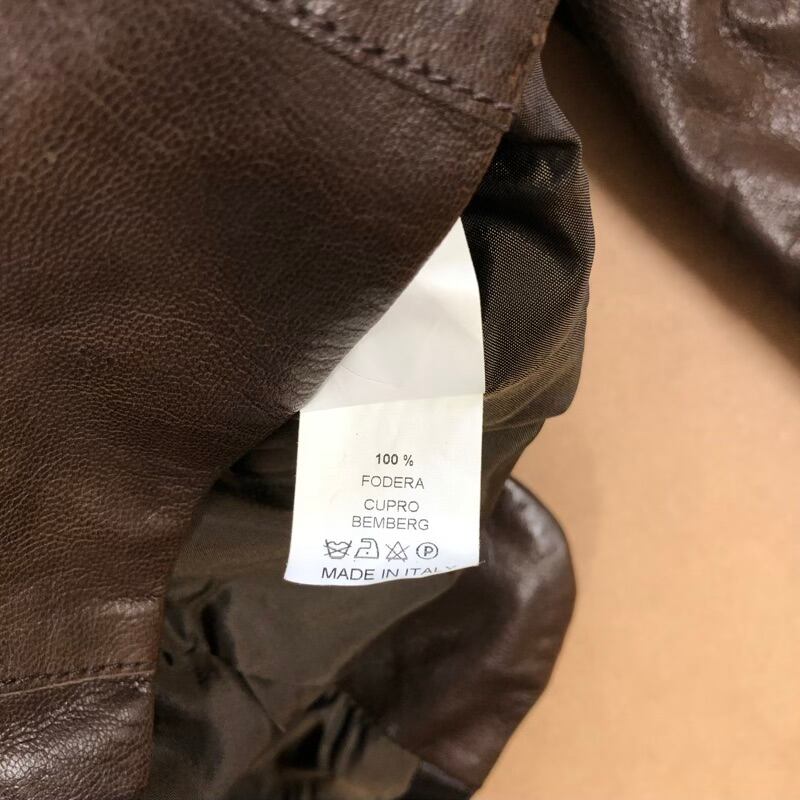 100 %
FODERA
CUPRO
BEMBERG
P
MADE IN ITALY